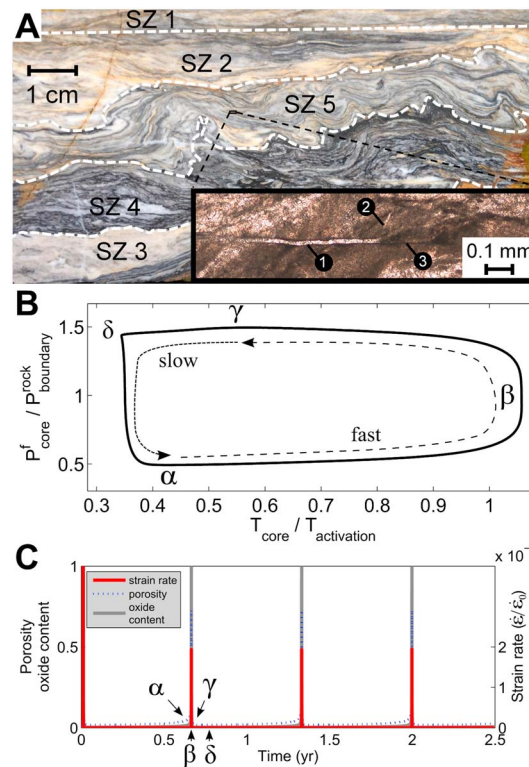 A
SZ 1
1 cm
SZ 2
SZ 5
SZ 4
SZ 3
2
1
3
0.1 mm
B
δ
γ
1.5
slow
β
1.0
fast
0.5
α
P^f_core / P^rock_boundary
0.3 0.4 0.5 0.6 0.7 0.8 0.9 1
T_core / T_activation
C
x 10^-
strain rate
porosity
oxide
content
1
0.5
0
2
1
0
α
γ
β
δ
0 0.5 1 1.5 2 2.5
Time (yr)
Porosity
oxide content
Strain rate (ε̇/ε̇₀)